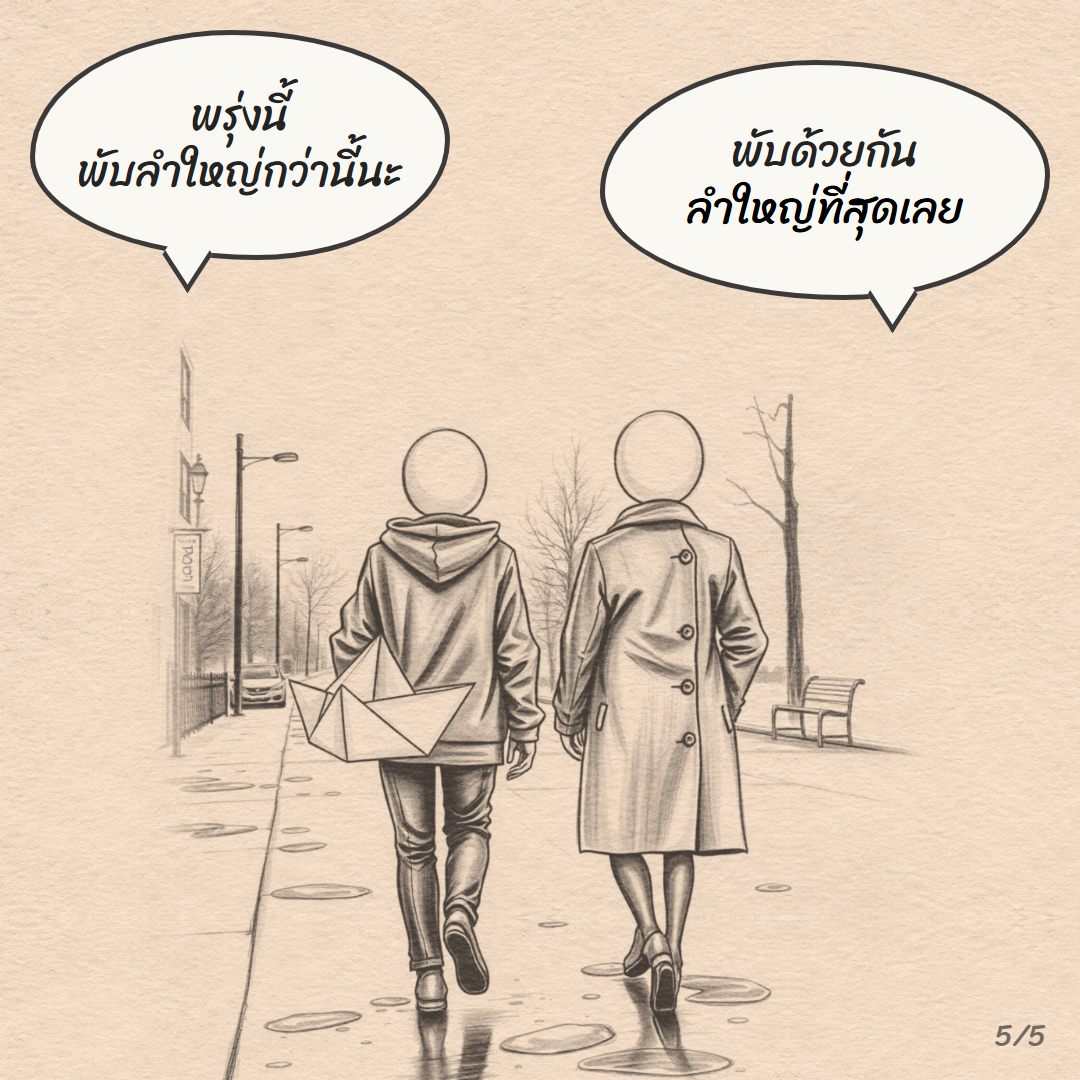 พรุ่งนี้
พับลำใหญ่กว่านี้นะ
พับด้วยกัน
ลำใหญ่ที่สุดเลย
5/5